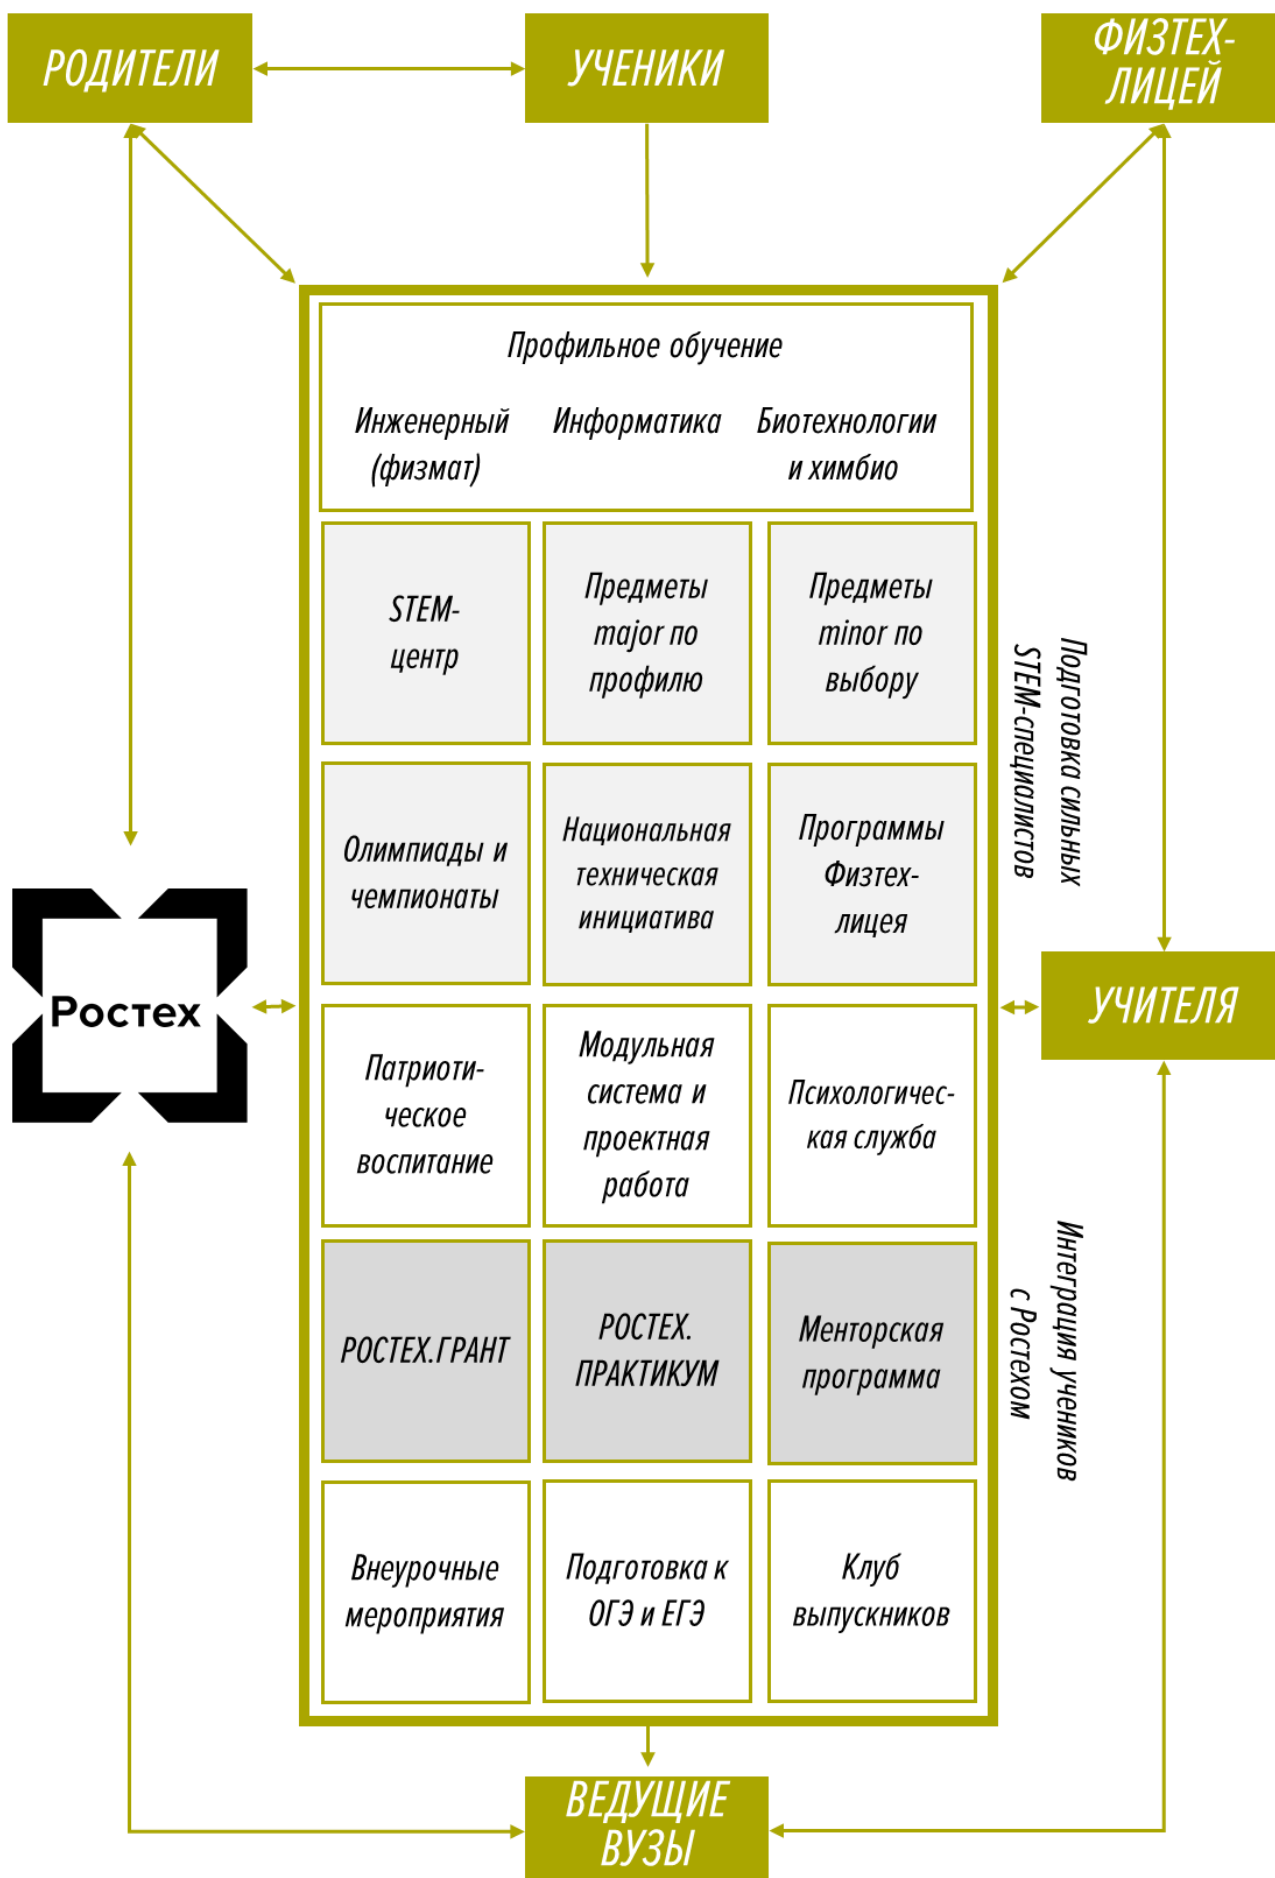 РОДИТЕЛИ
УЧЕНИКИ
ФИЗТЕХ-
ЛИЦЕЙ
Профильное обучение
Инженерный
(физмат)
Информатика
Биотехнологии
и химбио
STEM-
центр
Предметы
major по
профилю
Предметы
minor по
выбору
Подготовка сильных
STEM-специалистов
Олимпиады и
чемпионаты
Национальная
техническая
инициатива
Программы
Физтех-
лицея
Ростех
УЧИТЕЛЯ
Патриоти-
ческое
воспитание
Модульная
система и
проектная
работа
Психологичес-
кая служба
Интеграция учеников
с Ростехом
РОСТЕХ.ГРАНТ
РОСТЕХ.
ПРАКТИКУМ
Менторская
программа
Внеурочные
мероприятия
Подготовка к
ОГЭ и ЕГЭ
Клуб
выпускников
ВЕДУЩИЕ
ВУЗЫ